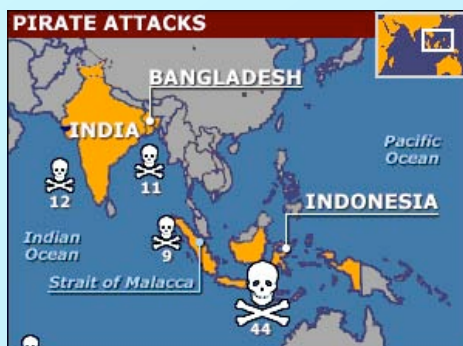 PIRATE ATTACKS
BANGLADESH
INDIA
Pacific
Ocean
11
12
INDONESIA
Indian
Ocean
9
Strait of Malacca
44